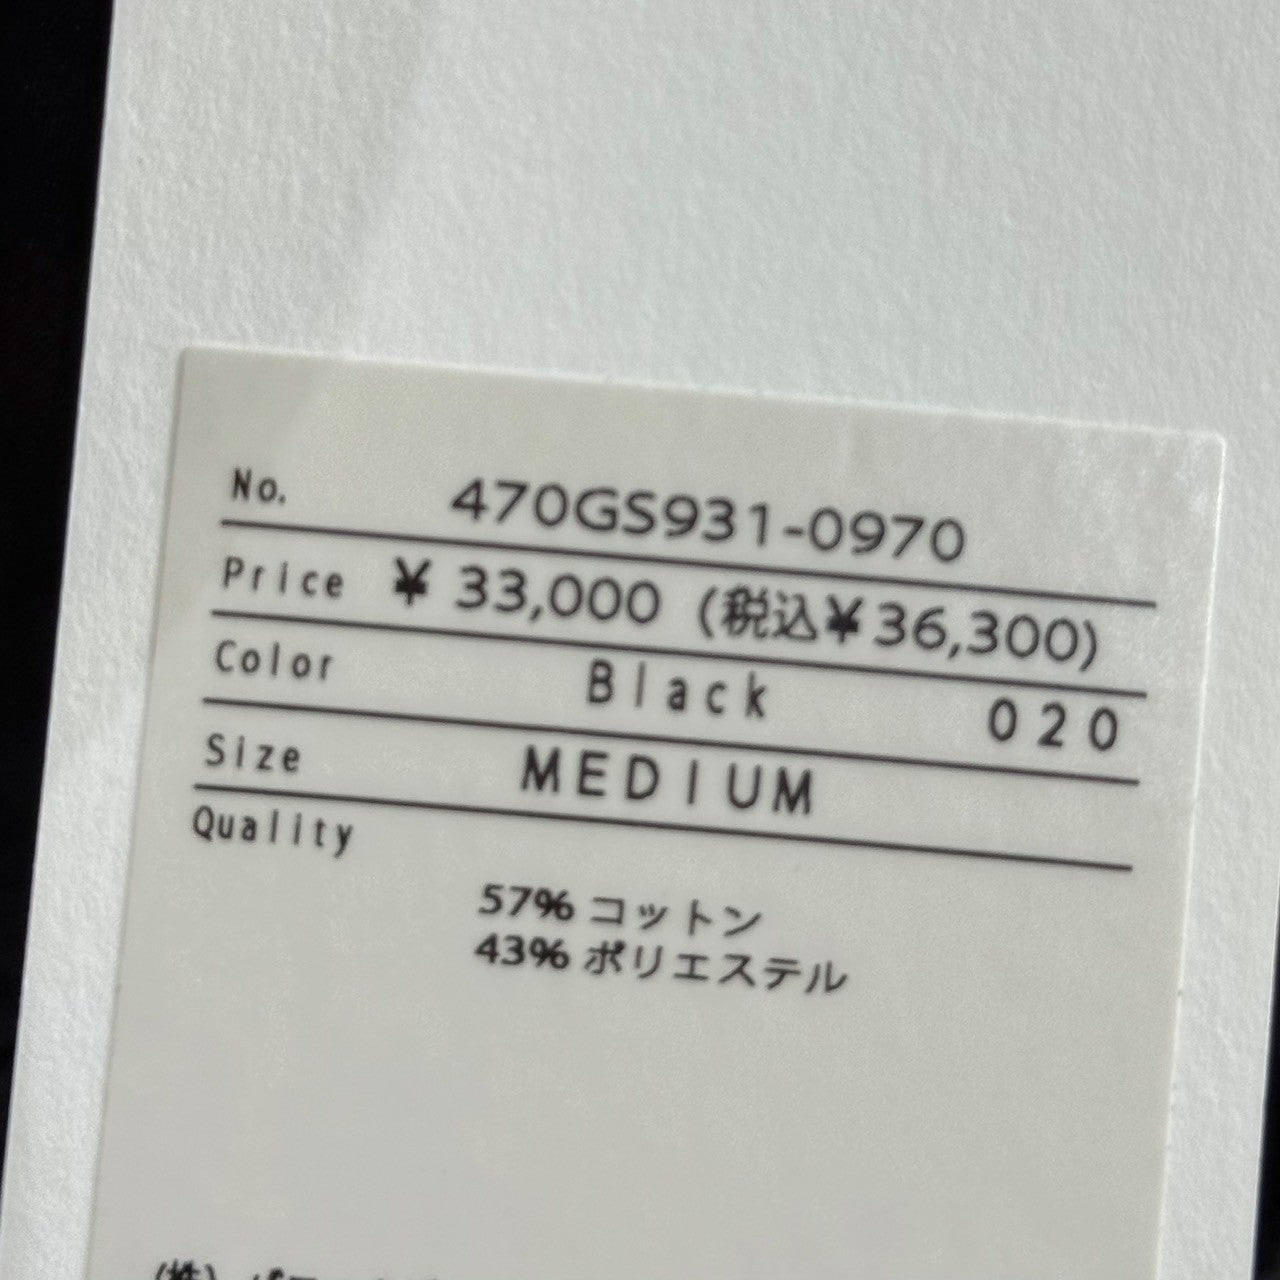 No. 470GS931-0970
Price ¥ 33,000 (税込¥36,300)
Color Black 020
Size MEDIUM
Quality
57% コットン
43% ポリエステル
(株)